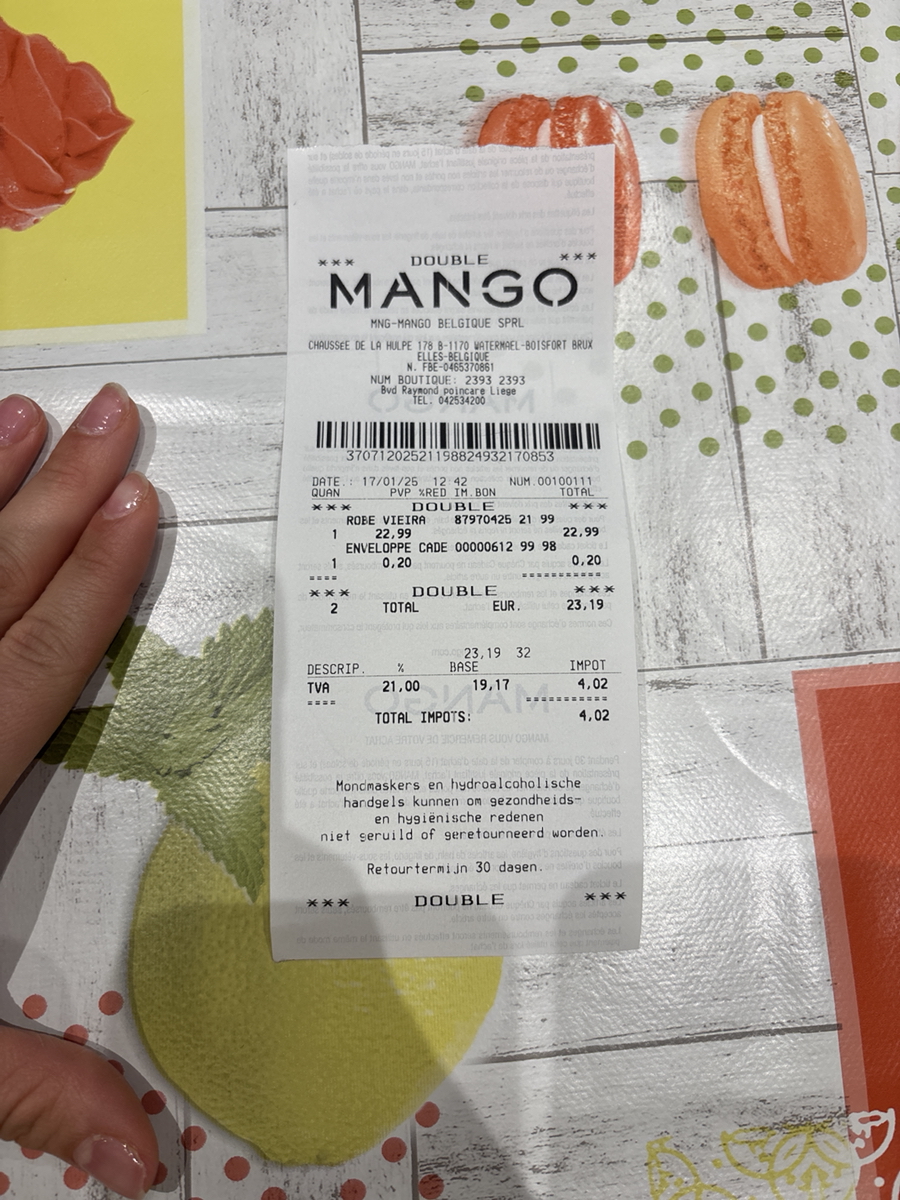 *** DOUBLE ***
MANGO
MNG-MANGO BELGIQUE SPRL
CHAUSSéE DE LA HULPE 178 B-1170 WATERMAEL-BOISFORT BRUX
ELLES-BELGIQUE
N. FBE-0465370861
NUM BOUTIQUE: 2393 2393
Bvd Raymond poincare Liege
TEL. 042534200
37071202521198824932170853
DATE.: 17/01/25 12 42 NUM.00100111
QUAN PVP %RED IM.BON TOTAL
*** DOUBLE ***
ROBE VIEIRA 87970425 21 99
1 22,99 22,99
ENVELOPPE CADE 00000612 99 98
1 0,20 0,20
==== ===========
*** DOUBLE ***
2 TOTAL EUR. 23,19
23,19 32
DESCRIP. % BASE IMPOT
TVA 21,00 19,17 4,02
==== ===========
TOTAL IMPOTS: 4,02
Mondmaskers en hydroalcoholische
handgels kunnen om gezondheids-
en hygiënische redenen
niet geruild of geretourneerd worden.
Retourtermijn 30 dagen.
*** DOUBLE ***